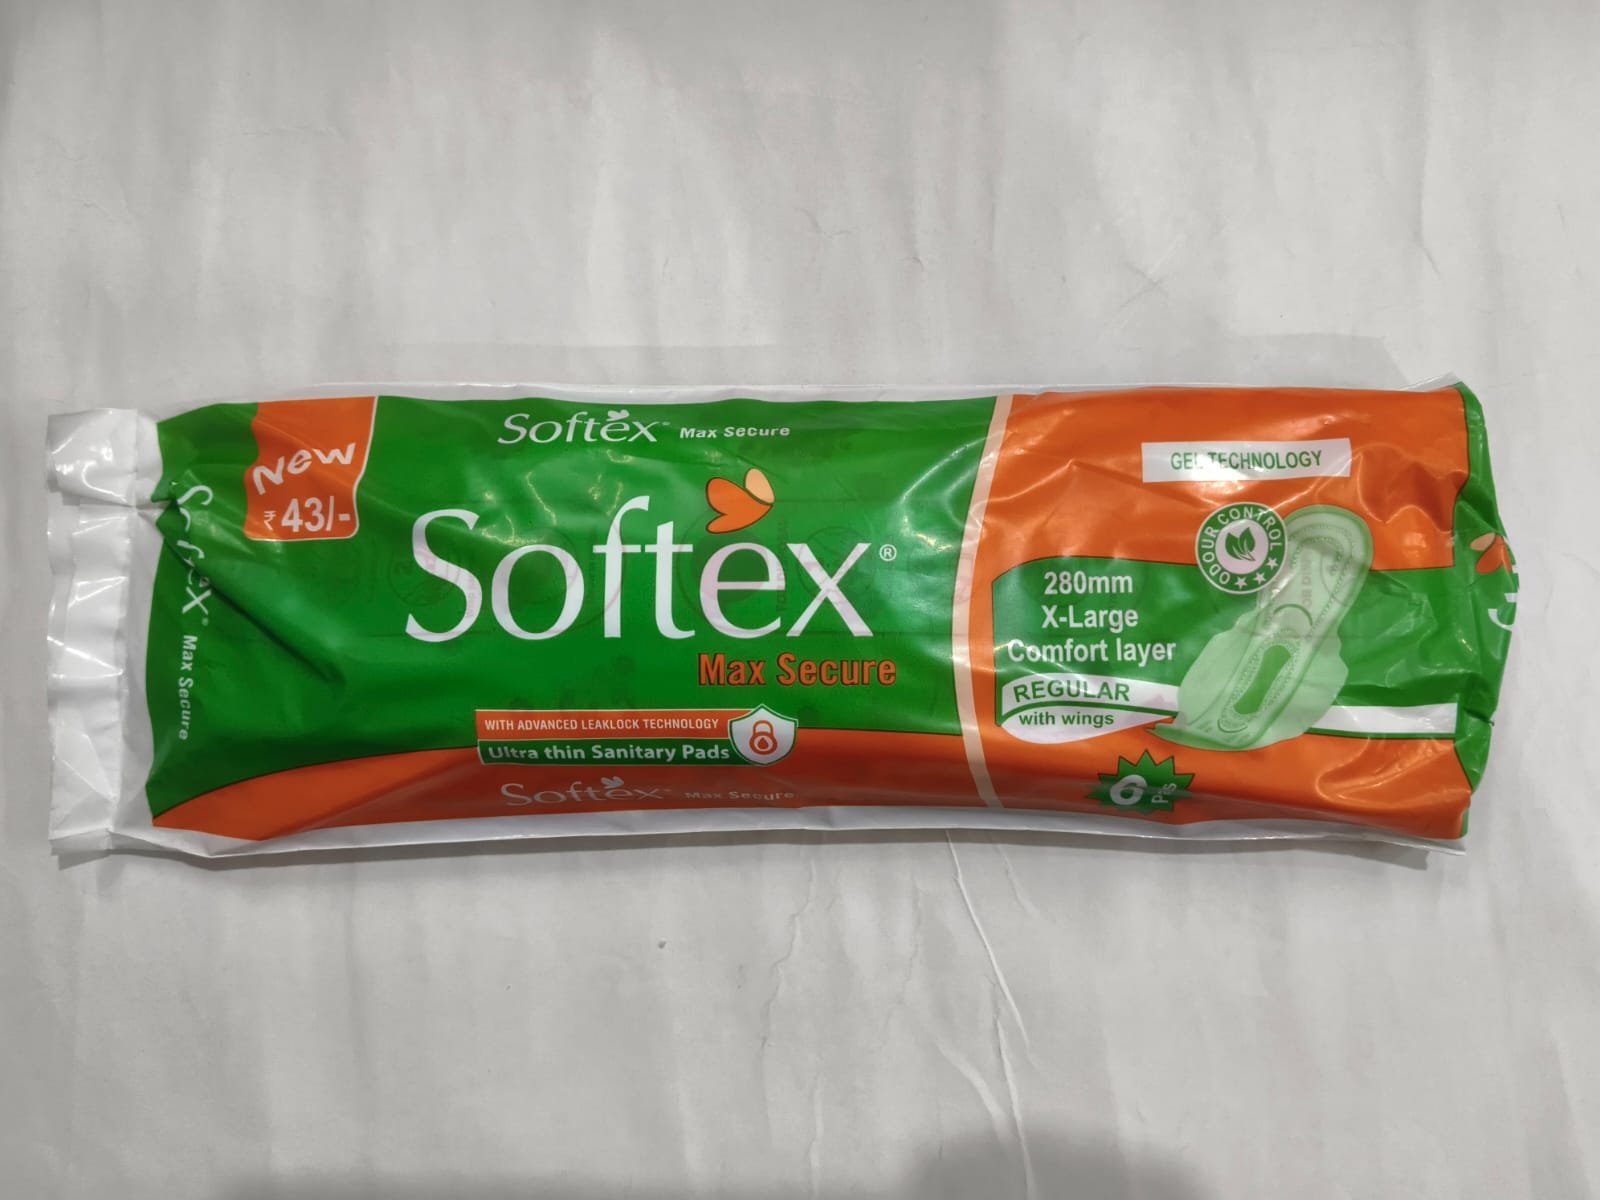 New
₹43/-
Softex Max Secure
Softex® Max Secure
Softex®
Max Secure
WITH ADVANCED LEAKLOCK TECHNOLOGY
Ultra thin Sanitary Pads
Softex Max Secure
GEL TECHNOLOGY
ODOUR CONTROL
280mm
X-Large
Comfort layer
REGULAR
with wings
6 Pcs